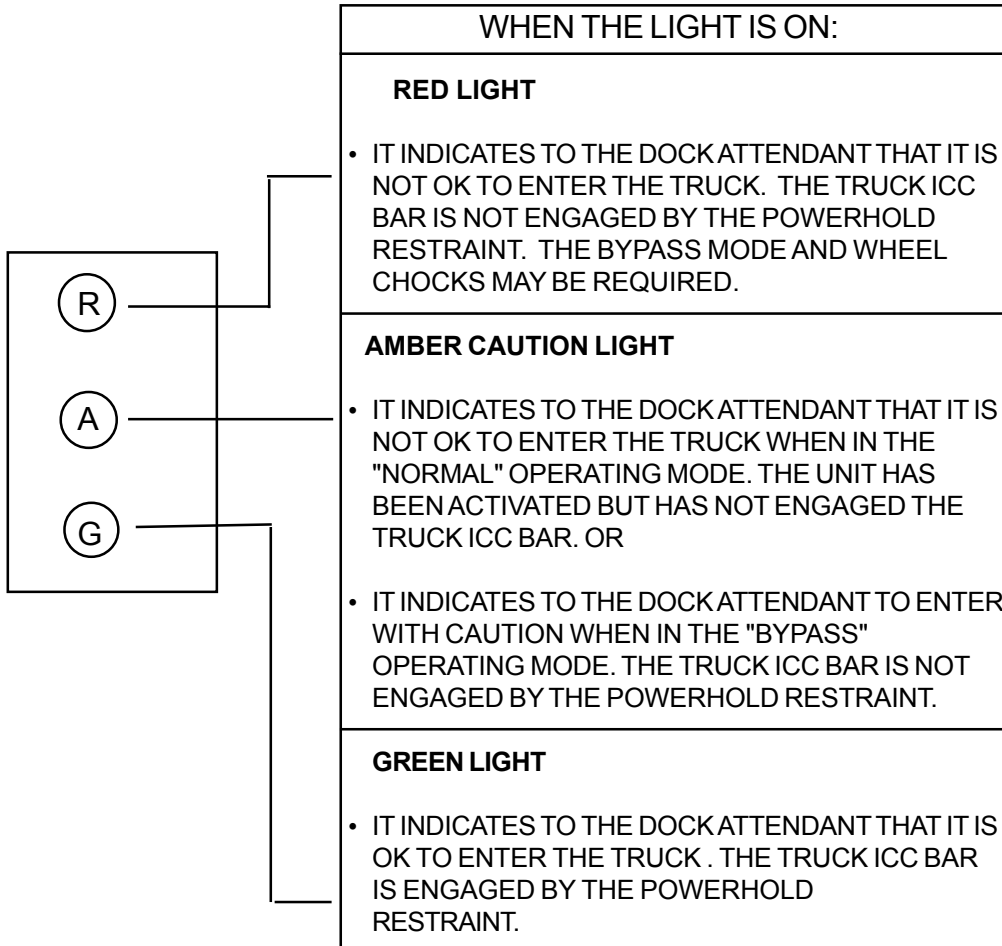 WHEN THE LIGHT IS ON:
RED LIGHT
• IT INDICATES TO THE DOCK ATTENDANT THAT IT IS
NOT OK TO ENTER THE TRUCK. THE TRUCK ICC
BAR IS NOT ENGAGED BY THE POWERHOLD
RESTRAINT. THE BYPASS MODE AND WHEEL
CHOCKS MAY BE REQUIRED.
R
AMBER CAUTION LIGHT
• IT INDICATES TO THE DOCK ATTENDANT THAT IT IS
NOT OK TO ENTER THE TRUCK WHEN IN THE
"NORMAL" OPERATING MODE. THE UNIT HAS
BEEN ACTIVATED BUT HAS NOT ENGAGED THE
TRUCK ICC BAR. OR
A
• IT INDICATES TO THE DOCK ATTENDANT TO ENTER
WITH CAUTION WHEN IN THE "BYPASS"
OPERATING MODE. THE TRUCK ICC BAR IS NOT
ENGAGED BY THE POWERHOLD RESTRAINT.
G
GREEN LIGHT
• IT INDICATES TO THE DOCK ATTENDANT THAT IT IS
OK TO ENTER THE TRUCK . THE TRUCK ICC BAR
IS ENGAGED BY THE POWERHOLD
RESTRAINT.